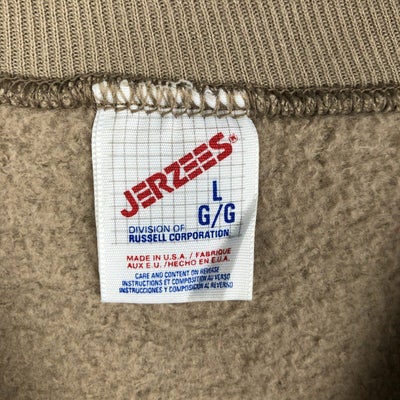 JERZEES®
L
G/G
DIVISION OF
RUSSELL CORPORATION
MADE IN U.S.A. / FABRIQUE
AUX E.U. / HECHO EN E.U.A.
CARE AND CONTENT ON REVERSE
INSTRUCTIONS ET COMPOSITION AU VERSO
INSTRUCCIONES Y COMPOSICION AL REVERSO